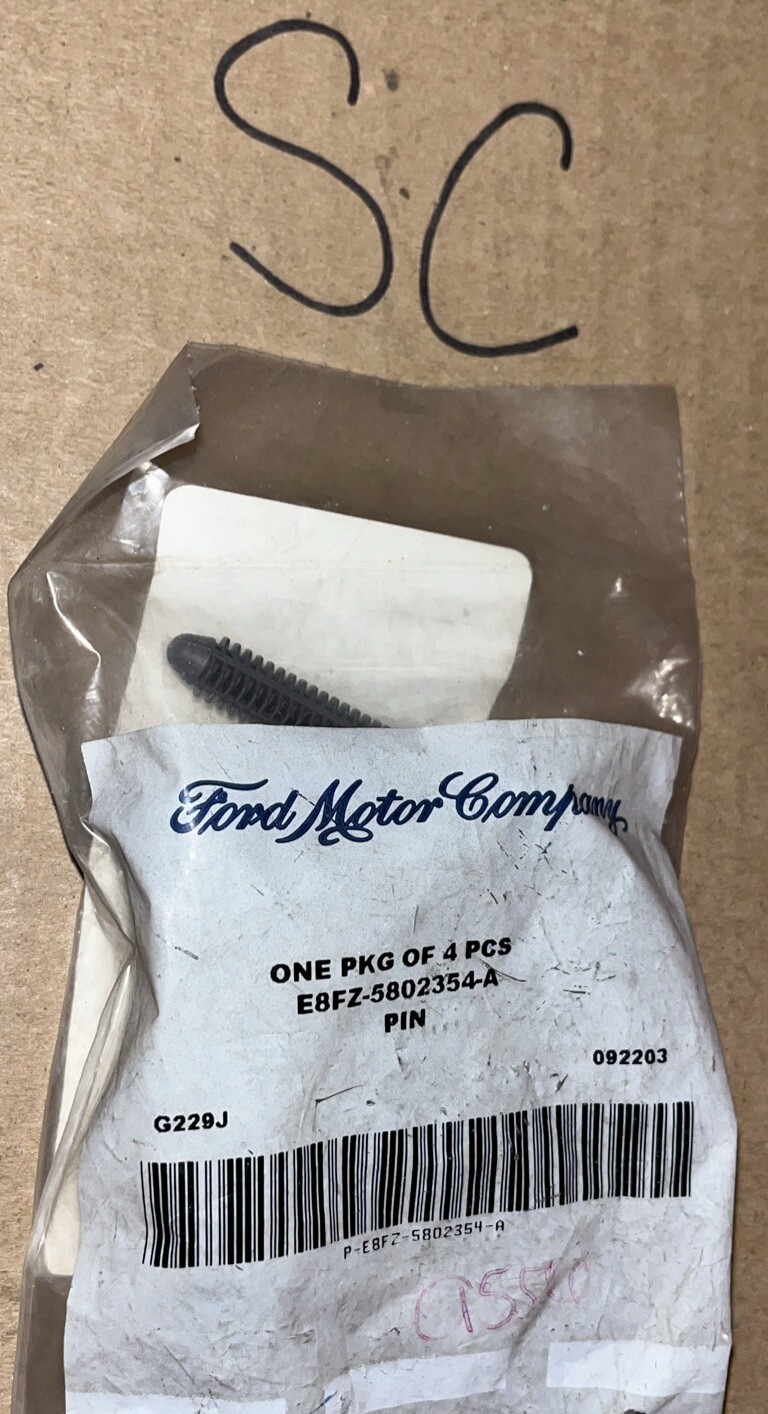 SC
Ford Motor Company
ONE PKG OF 4 PCS
E8FZ-5802354-A
PIN
092203
G229J
P-E8FZ-5802354-A